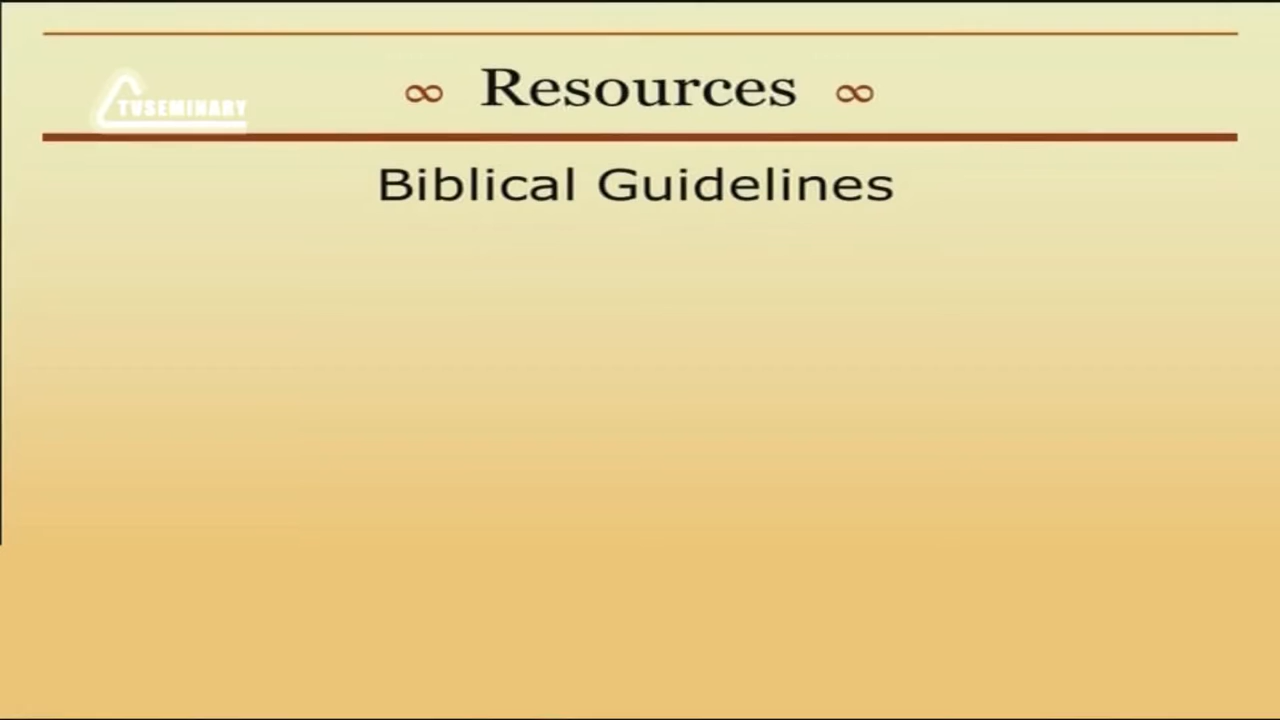 ∞ Resources ∞
TVSEMINARY
Biblical Guidelines